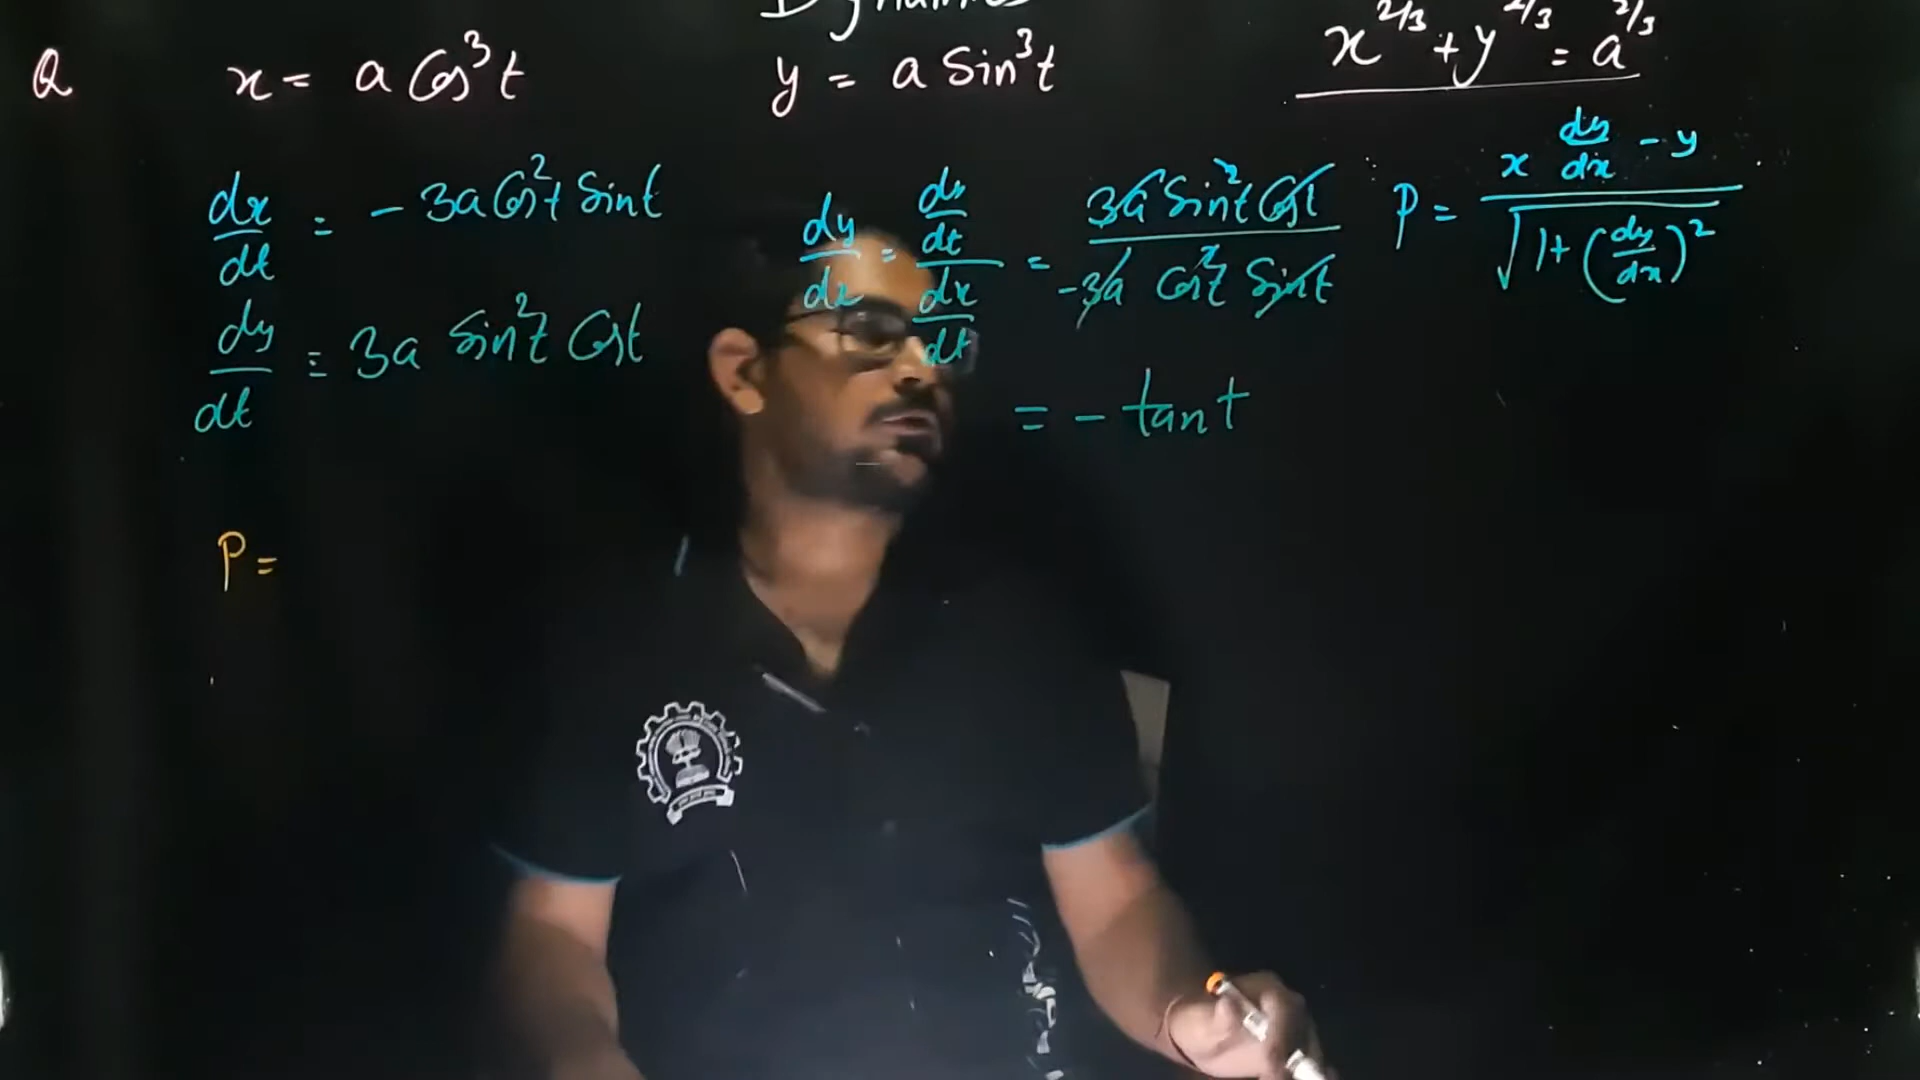 Dynamics
Q x = a Cos³t y = a Sin³t x^{2/3} + y^{2/3} = a^{2/3}
dx/dt = - 3a Cos²t Sint
dy/dx = (dy/dt)/(dx/dt) = 3a Sin²t Cost / -3a Cos²t Sint
P = (x dy/dx - y) / √(1 + (dy/dx)²)
dy/dt = 3a Sin²t Cost
= - tan t
P =